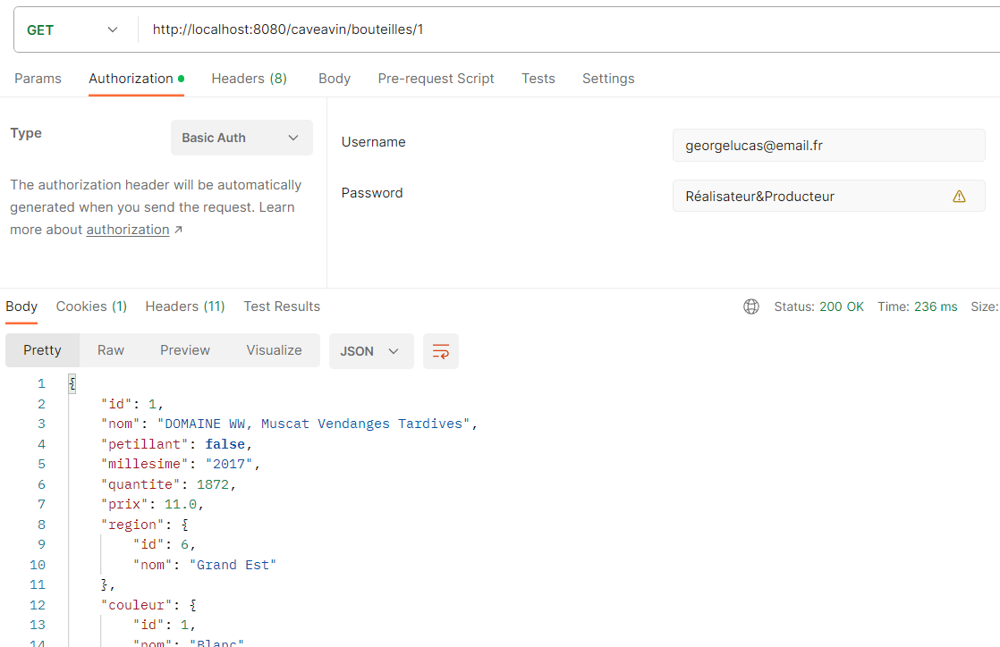 GET http://localhost:8080/caveavin/bouteilles/1
Params Authorization Headers (8) Body Pre-request Script Tests Settings
Type Basic Auth
The authorization header will be automatically
generated when you send the request. Learn
more about authorization ↗
Username georgelucas@email.fr
Password Réalisateur&Producteur
Body Cookies (1) Headers (11) Test Results Status: 200 OK Time: 236 ms Size:
Pretty Raw Preview Visualize JSON
1 {
2 "id": 1,
3 "nom": "DOMAINE WW, Muscat Vendanges Tardives",
4 "petillant": false,
5 "millesime": "2017",
6 "quantite": 1872,
7 "prix": 11.0,
8 "region": {
9 "id": 6,
10 "nom": "Grand Est"
11 },
12 "couleur": {
13 "id": 1,
14 "nom": "Blanc"